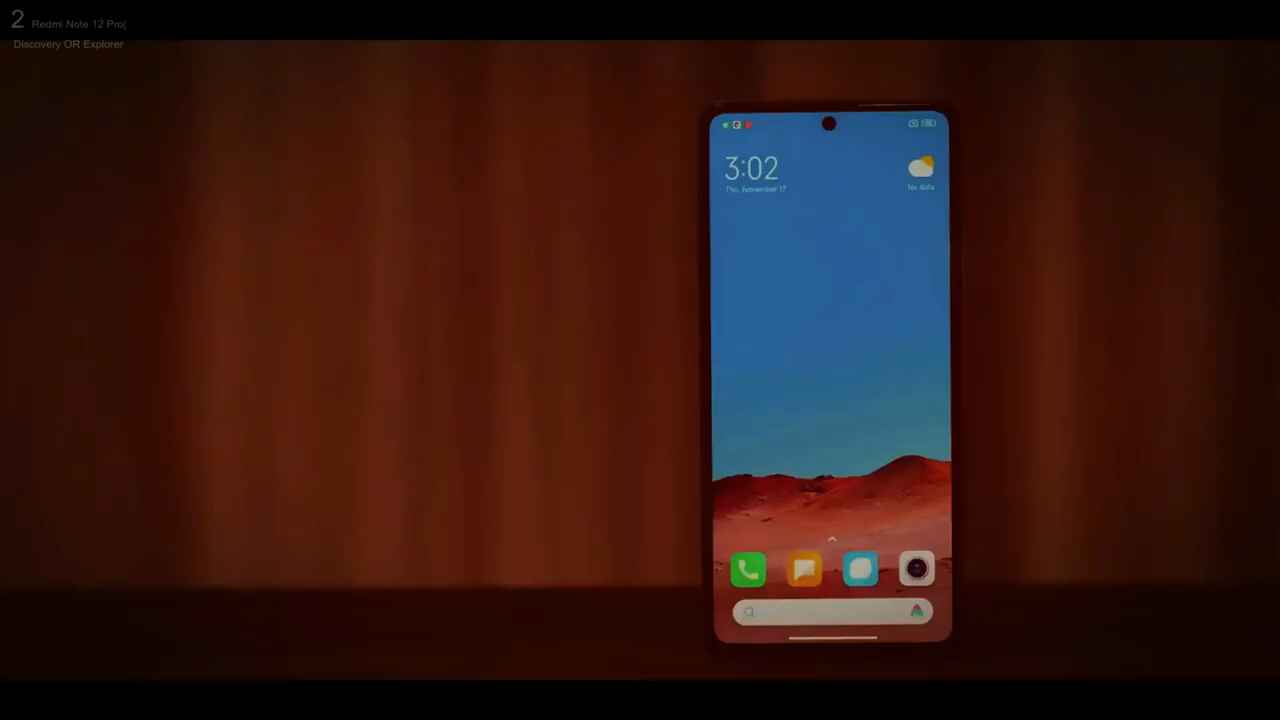 2 Redmi Note 12 Pro|
Discovery OR Explorer
3:02
Thu, November 17
No data